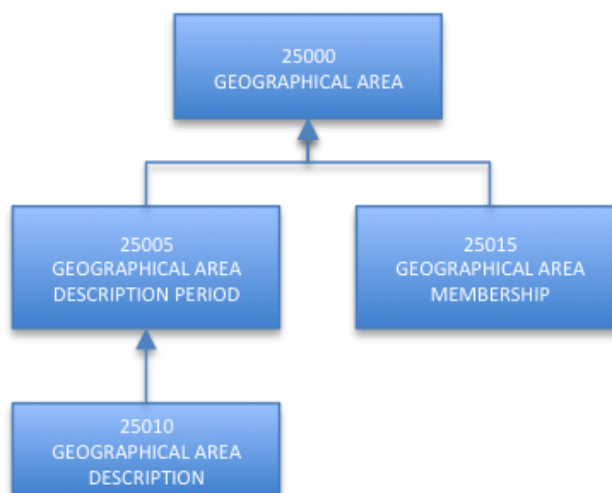 25000
GEOGRAPHICAL AREA
25005
GEOGRAPHICAL AREA
DESCRIPTION PERIOD
25015
GEOGRAPHICAL AREA
MEMBERSHIP
25010
GEOGRAPHICAL AREA
DESCRIPTION